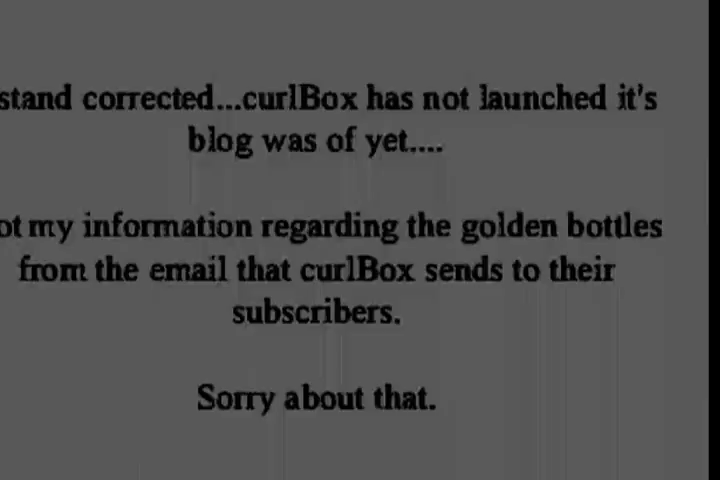 stand corrected...curlBox has not launched it's
blog was of yet....
ot my information regarding the golden bottles
from the email that curlBox sends to their
subscribers.
Sorry about that.